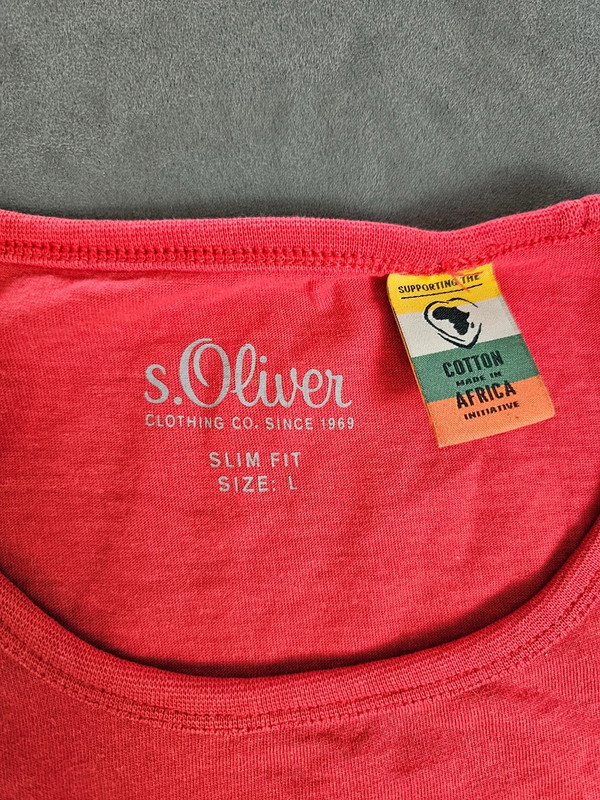 s.Oliver
CLOTHING CO. SINCE 1969
SLIM FIT
SIZE: L
SUPPORTING THE
COTTON
MADE IN
AFRICA
INITIATIVE